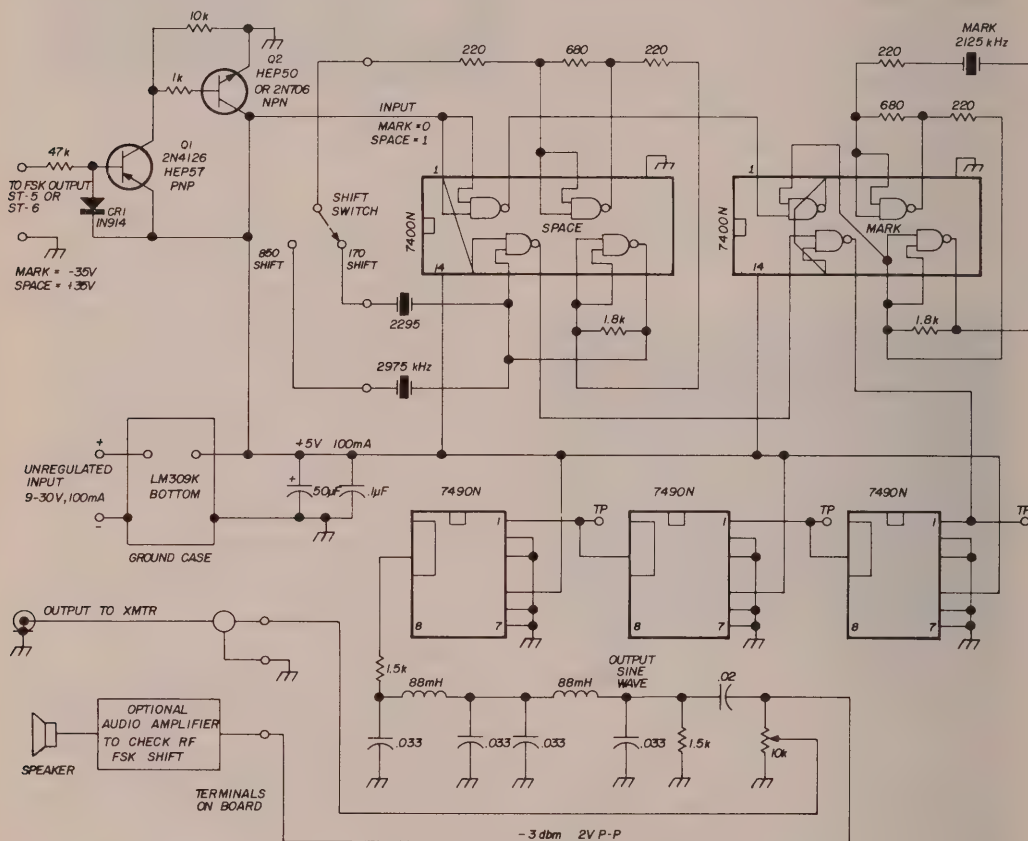 10k
1k
Q2
HEP50
OR 2N706
NPN
47k
Q1
2N4126
HEP57
PNP
TO FSK OUTPUT
ST-5 OR
ST-6
CR1
IN914
MARK = -35V
SPACE = +35V
INPUT
MARK = 0
SPACE = 1
SHIFT
SWITCH
850
SHIFT
170
SHIFT
220
680
220
1
7400N
SPACE
14
2295
1.8k
2975 kHz
MARK
2125 kHz
220
680
220
1
7400N
MARK
14
1.8k
+
UNREGULATED
INPUT
9-30V, 100mA
-
LM309K
BOTTOM
GROUND CASE
+5V 100mA
+
50µF
.1µF
7490N
1
8
7
TP
7490N
1
8
7
TP
1
7490N
8
7
TP
OUTPUT TO XMTR
1.5k
88mH
88mH
OUTPUT
SINE
WAVE
.02
.033
.033
.033
.033
1.5k
10k
SPEAKER
OPTIONAL
AUDIO AMPLIFIER
TO CHECK RF
FSK SHIFT
TERMINALS
ON BOARD
-3 dbm 2V P-P